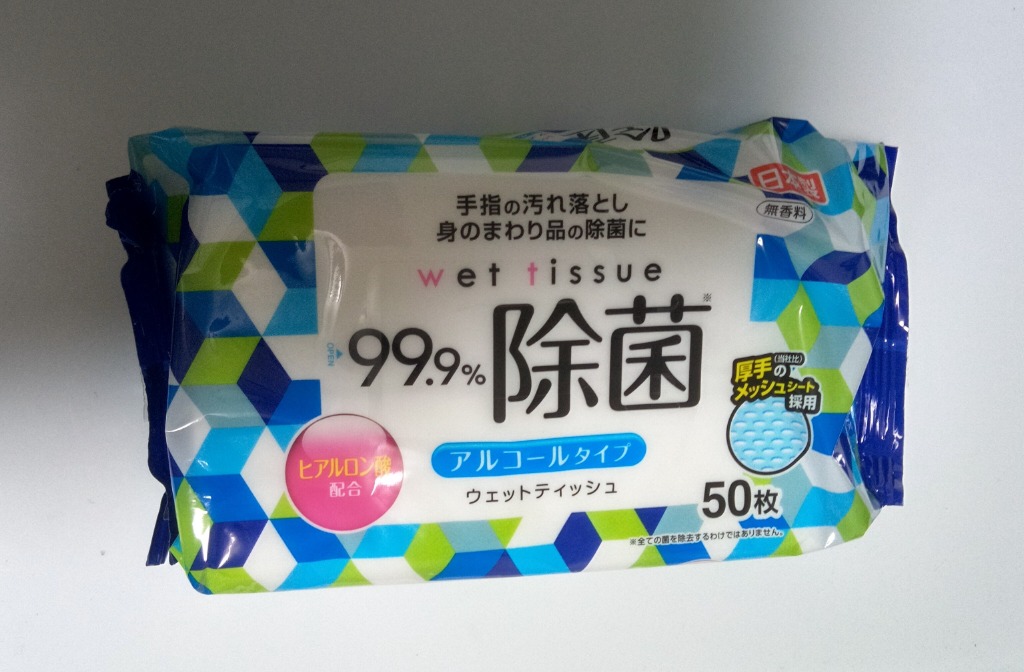 日本製
無香料
手指の汚れ落とし
身のまわり品の除菌に
wet tissue
OPEN
99.9%除菌※
厚手の(当社比)
メッシュシート
採用
ヒアルロン酸
配合
アルコールタイプ
ウェットティッシュ
50枚
※全ての菌を除去するわけではありません。